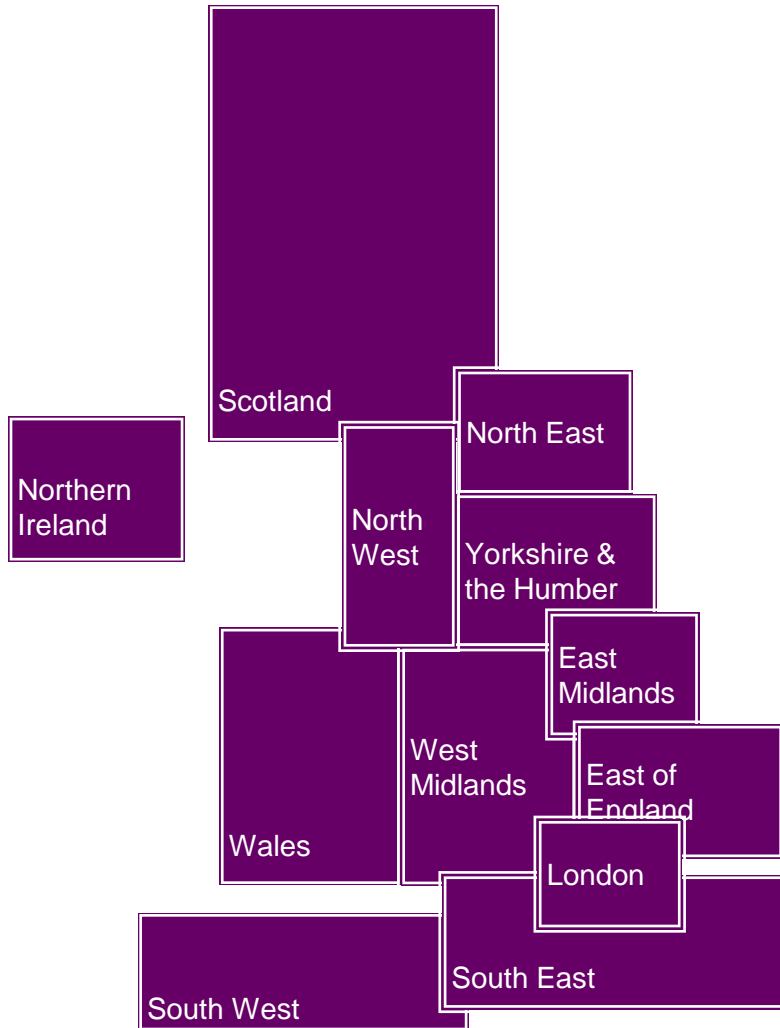 Scotland
North East
Northern
Ireland
North
West
Yorkshire &
the Humber
East
Midlands
West
Midlands
East of
England
Wales
London
South East
South West